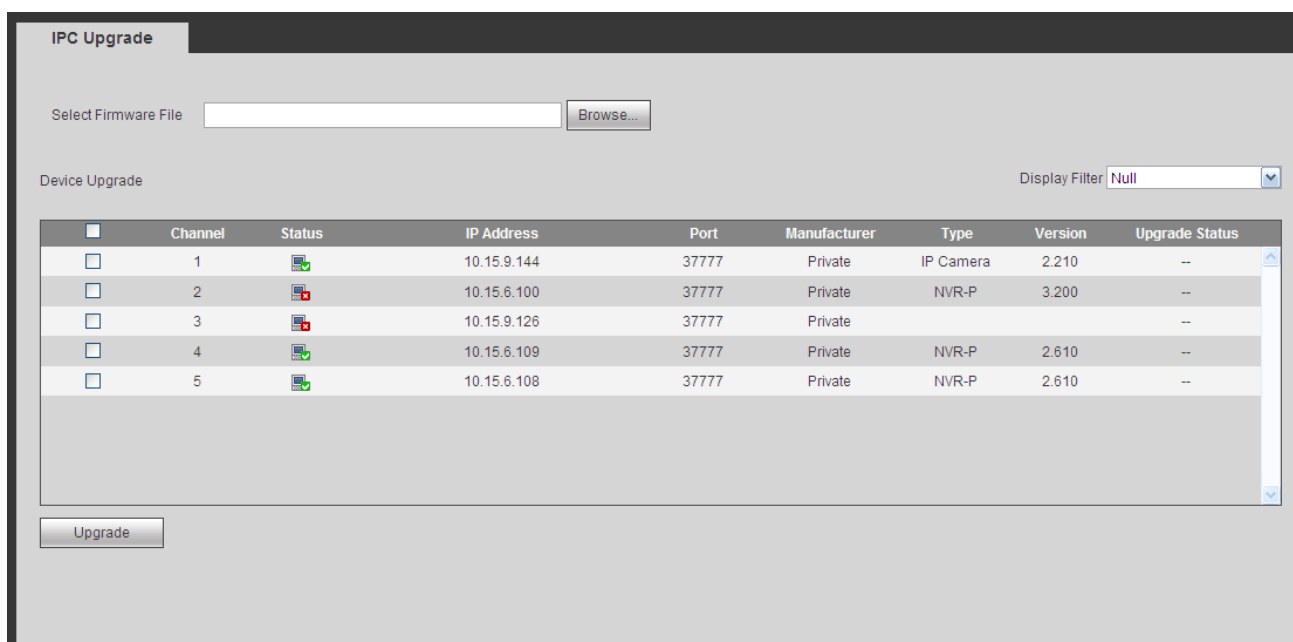 IPC Upgrade
Select Firmware File Browse...
Device Upgrade Display Filter Null
Channel Status IP Address Port Manufacturer Type Version Upgrade Status
1 10.15.9.144 37777 Private IP Camera 2.210 --
2 10.15.6.100 37777 Private NVR-P 3.200 --
3 10.15.9.126 37777 Private --
4 10.15.6.109 37777 Private NVR-P 2.610 --
5 10.15.6.108 37777 Private NVR-P 2.610 --
Upgrade